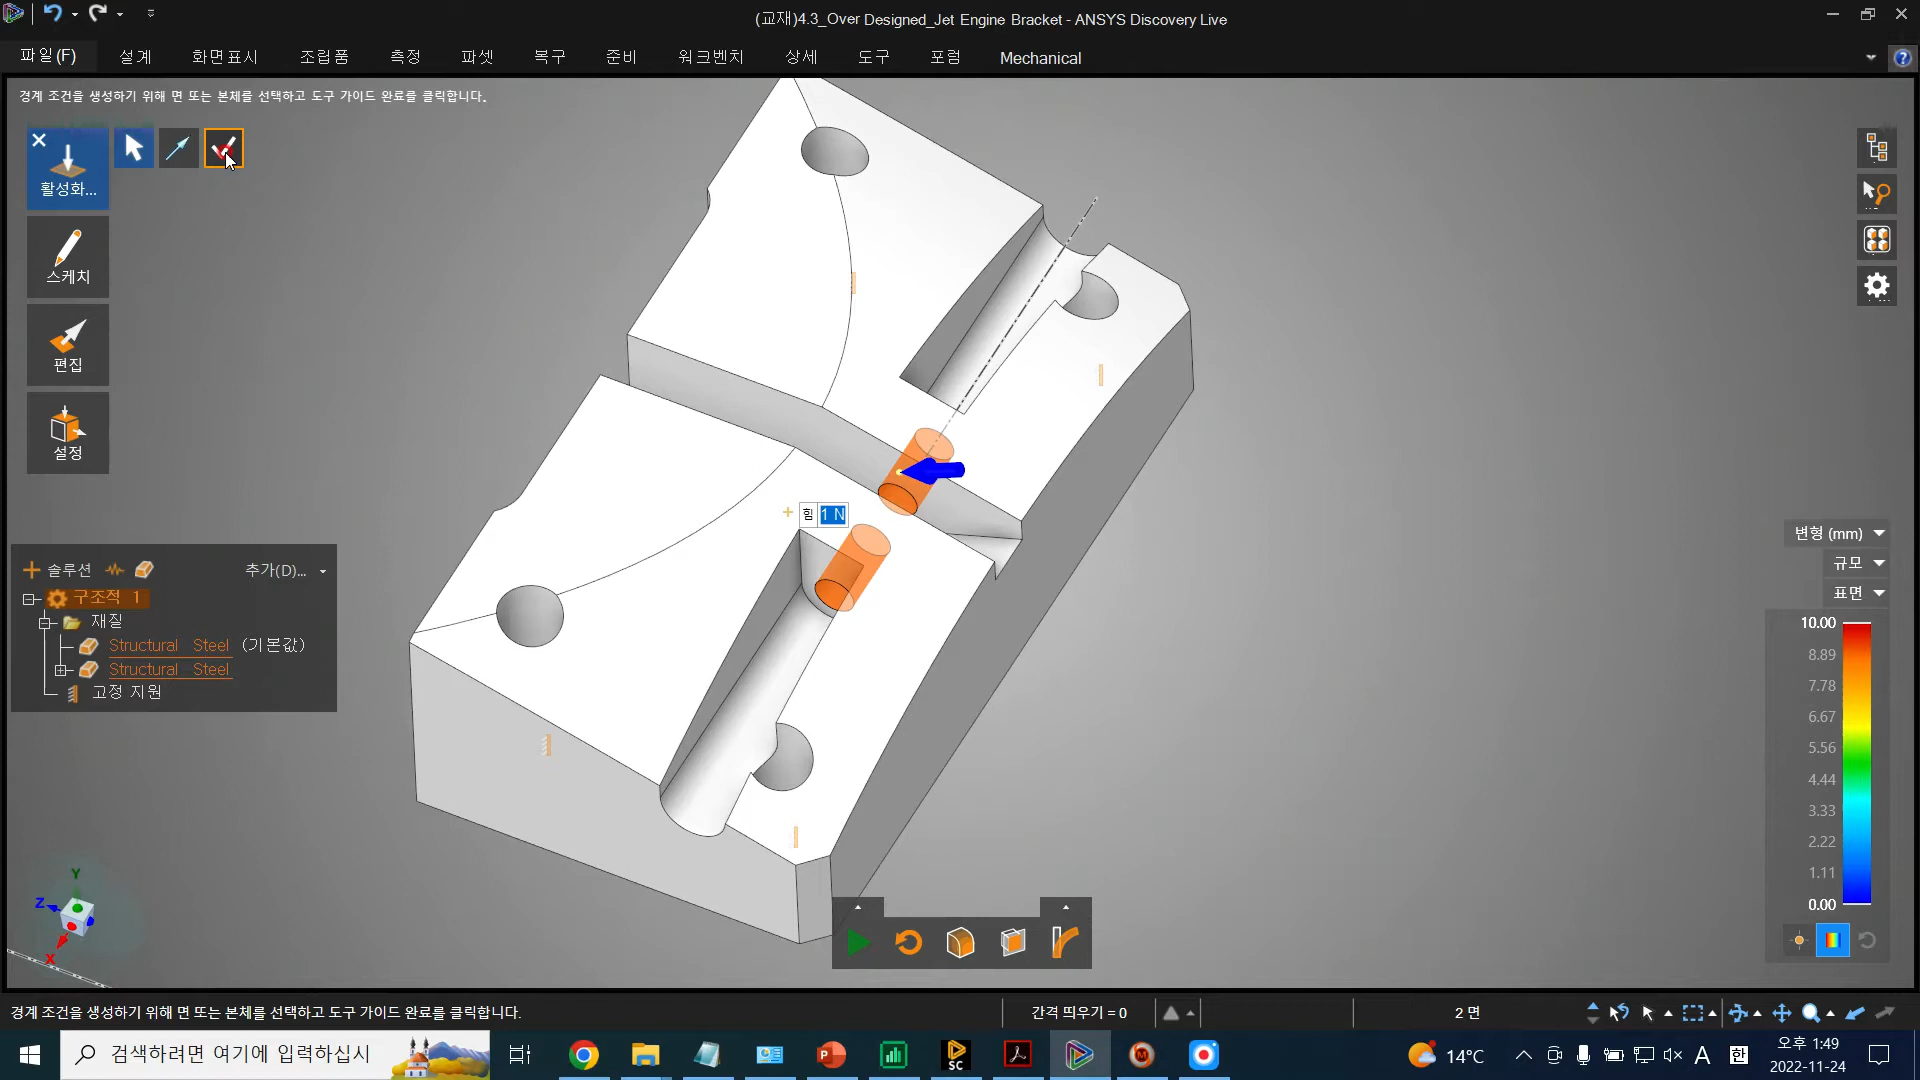 (교재)4.3_Over Designed_Jet Engine Bracket - ANSYS Discovery Live
파일(F) 설계 화면표시 조립품 측정 파셋 복구 준비 워크벤치 상세 도구 포럼 Mechanical
경계 조건을 생성하기 위해 면 또는 본체를 선택하고 도구 가이드 완료를 클릭합니다.
활성화...
스케치
편집
설정
힘 1 N
솔루션 추가(D)...
구조적 1
재질
Structural Steel (기본값)
Structural Steel
고정 지원
변형 (mm)
규모
표면
10.00
8.89
7.78
6.67
5.56
4.44
3.33
2.22
1.11
0.00
Y
Z
X
경계 조건을 생성하기 위해 면 또는 본체를 선택하고 도구 가이드 완료를 클릭합니다. 간격 띄우기 = 0 2 면
검색하려면 여기에 입력하십시 SC 14°C A 한 오후 1:49
2022-11-24